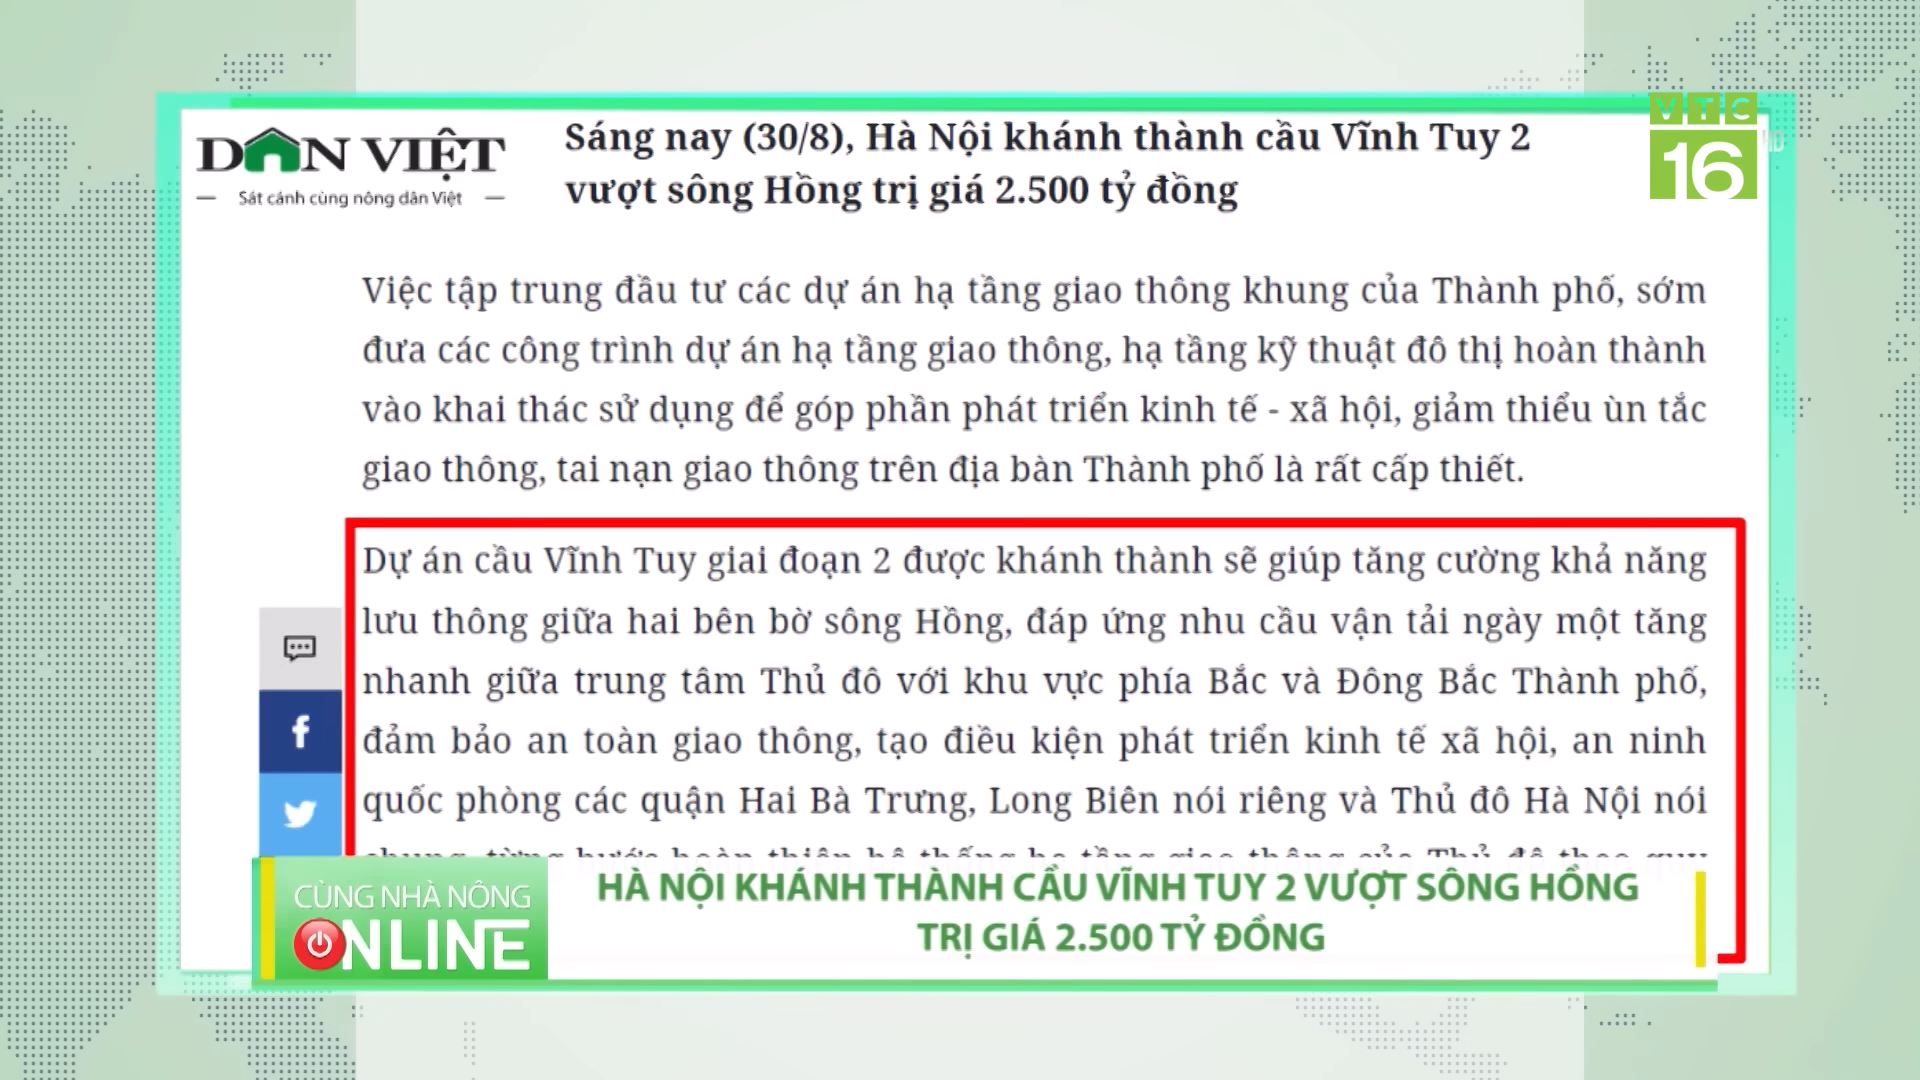 DÂN VIỆT
Sát cánh cùng nông dân Việt
Sáng nay (30/8), Hà Nội khánh thành cầu Vĩnh Tuy 2
vượt sông Hồng trị giá 2.500 tỷ đồng
VTC
16
HD
Việc tập trung đầu tư các dự án hạ tầng giao thông khung của Thành phố, sớm
đưa các công trình dự án hạ tầng giao thông, hạ tầng kỹ thuật đô thị hoàn thành
vào khai thác sử dụng để góp phần phát triển kinh tế - xã hội, giảm thiểu ùn tắc
giao thông, tai nạn giao thông trên địa bàn Thành phố là rất cấp thiết.
Dự án cầu Vĩnh Tuy giai đoạn 2 được khánh thành sẽ giúp tăng cường khả năng
lưu thông giữa hai bên bờ sông Hồng, đáp ứng nhu cầu vận tải ngày một tăng
nhanh giữa trung tâm Thủ đô với khu vực phía Bắc và Đông Bắc Thành phố,
đảm bảo an toàn giao thông, tạo điều kiện phát triển kinh tế xã hội, an ninh
quốc phòng các quận Hai Bà Trưng, Long Biên nói riêng và Thủ đô Hà Nội nói
CÙNG NHÀ NÔNG
ONLINE
HÀ NỘI KHÁNH THÀNH CẦU VĨNH TUY 2 VƯỢT SÔNG HỒNG
TRỊ GIÁ 2.500 TỶ ĐỒNG